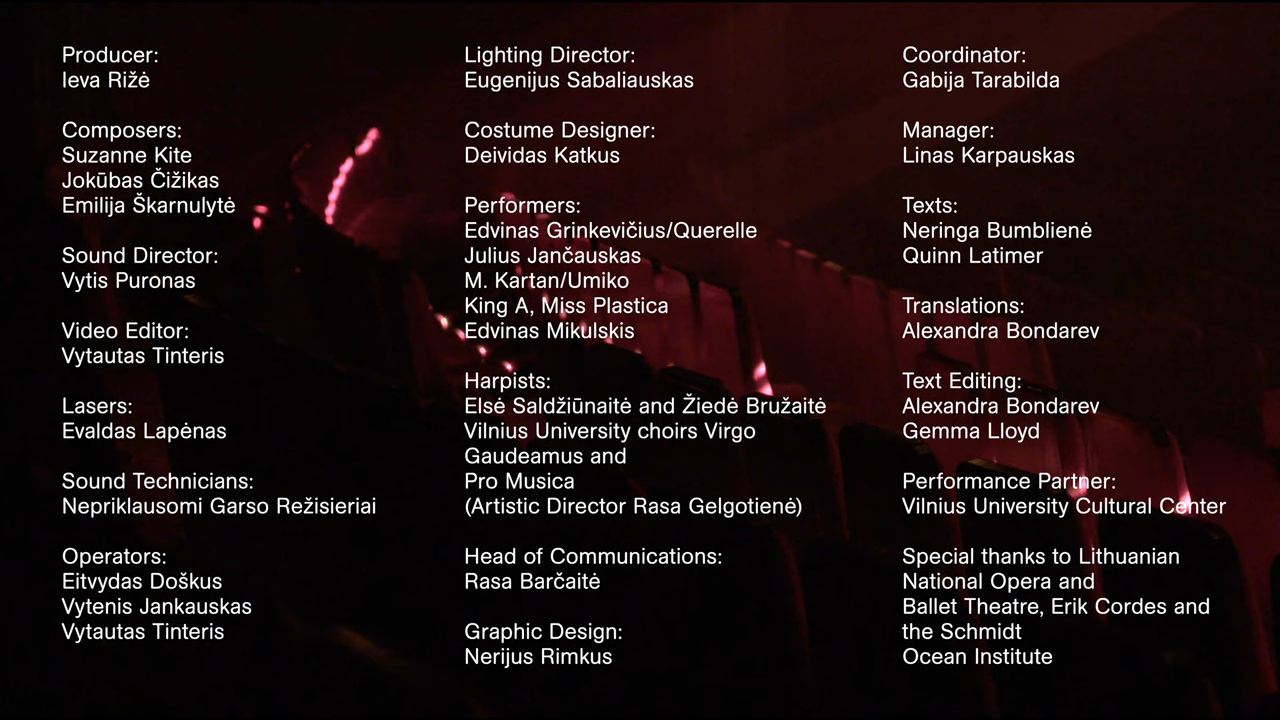 Producer:
Ieva Rižė
Composers:
Suzanne Kite
Jokūbas Čižikas
Emilija Škarnulytė
Sound Director:
Vytis Puronas
Video Editor:
Vytautas Tinteris
Lasers:
Evaldas Lapėnas
Sound Technicians:
Nepriklausomi Garso Režisieriai
Operators:
Eitvydas Doškus
Vytenis Jankauskas
Vytautas Tinteris
Lighting Director:
Eugenijus Sabaliauskas
Costume Designer:
Deividas Katkus
Performers:
Edvinas Grinkevičius/Querelle
Julius Jančauskas
M. Kartan/Umiko
King A, Miss Plastica
Edvinas Mikulskis
Harpists:
Elsė Saldžiūnaitė and Žiedė Bružaitė
Vilnius University choirs Virgo
Gaudeamus and
Pro Musica
(Artistic Director Rasa Gelgotienė)
Head of Communications:
Rasa Barčaitė
Graphic Design:
Nerijus Rimkus
Coordinator:
Gabija Tarabilda
Manager:
Linas Karpauskas
Texts:
Neringa Bumblienė
Quinn Latimer
Translations:
Alexandra Bondarev
Text Editing:
Alexandra Bondarev
Gemma Lloyd
Performance Partner:
Vilnius University Cultural Center
Special thanks to Lithuanian
National Opera and
Ballet Theatre, Erik Cordes and
the Schmidt
Ocean Institute